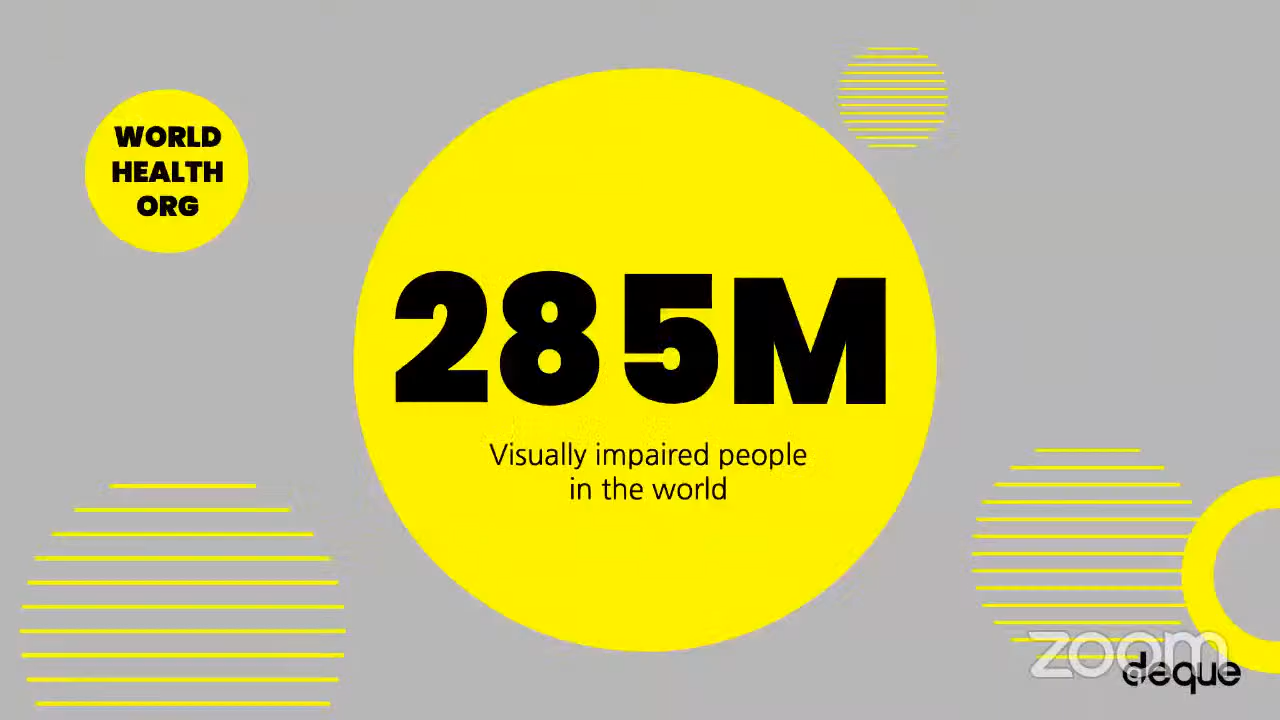 WORLD
HEALTH
ORG
285M
Visually impaired people
in the world
zoom
deque